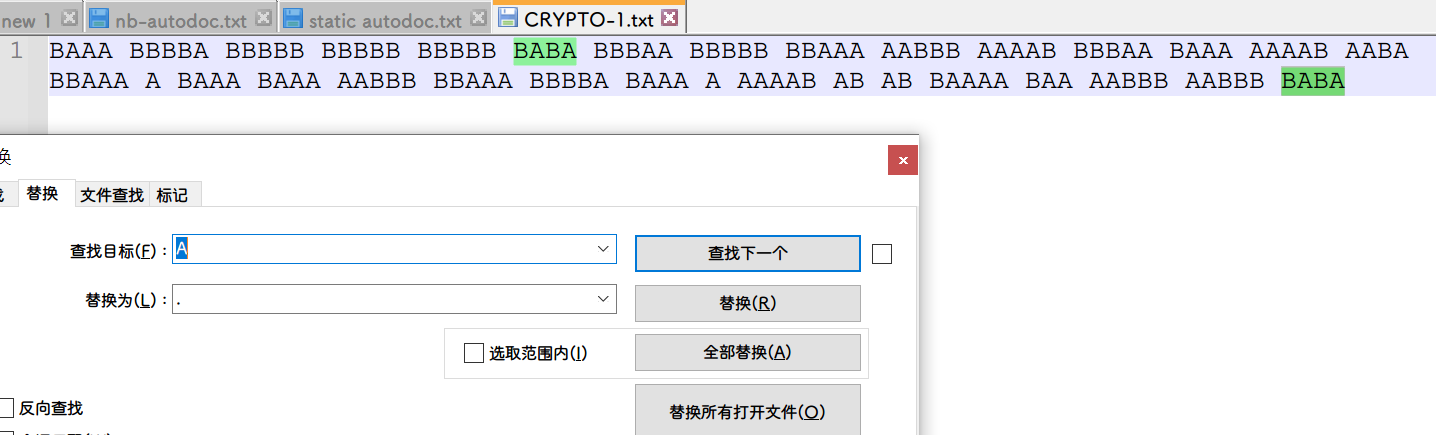 new 1 nb-autodoc.txt static autodoc.txt CRYPTO-1.txt
1 BAAA BBBBA BBBBB BBBBB BBBBB BABA BBBAA BBBBB BBAAA AABBB AAAAB BBBAA BAAA AAAAB AABA
BBAAA A BAAA BAAA AABBB BBAAA BBBBA BAAA A AAAAB AB AB BAAAA BAA AABBB AABBB BABA
换
找 替换 文件查找 标记
查找目标(F)： A 查找下一个
替换为(L)： . 替换(R)
选取范围内(I) 全部替换(A)
反向查找 替换所有打开文件(O)